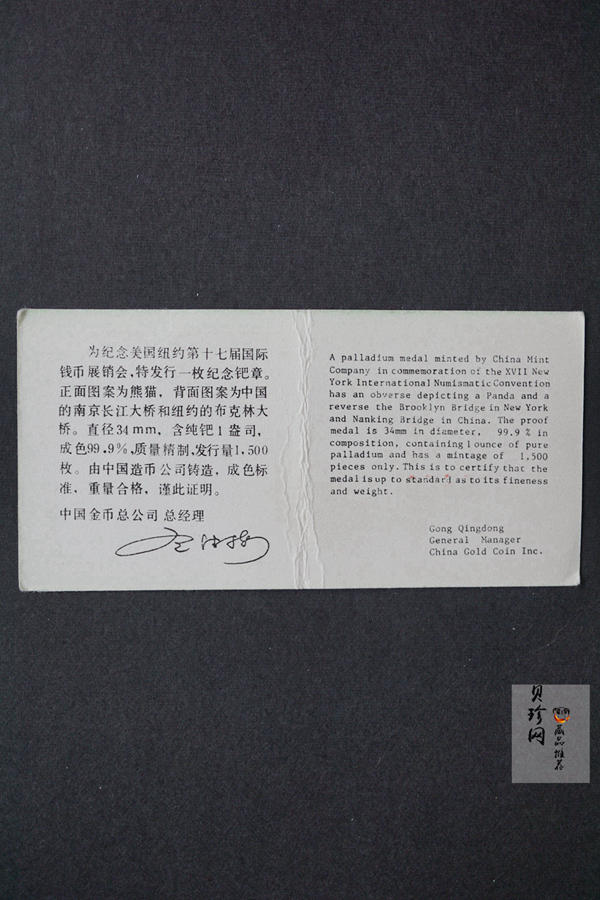 为纪念美国纽约第十七届国际
钱币展销会，特发行一枚纪念钯章。
正面图案为熊猫，背面图案为中国
的南京长江大桥和纽约的布克林大
桥。直径34mm，含纯钯1盎司，
成色99.9%，质量精制，发行量1,500
枚。由中国造币公司铸造，成色标
准，重量合格，谨此证明。
中国金币总公司 总经理
A palladium medal minted by China Mint
Company in commemoration of the XVII New
York International Numismatic Convention
has an obverse depicting a Panda and a
reverse the Brooklyn Bridge in New York
and Nanking Bridge in China. The proof
medal is 34mm in diameter, 99.9% in
composition, containing 1 ounce of pure
palladium and has a mintage of 1,500
pieces only. This is to certify that the
medal is up to standard as to its fineness
and weight.
Gong Qingdong
General Manager
China Gold Coin Inc.
贝珍网
藏品推荐